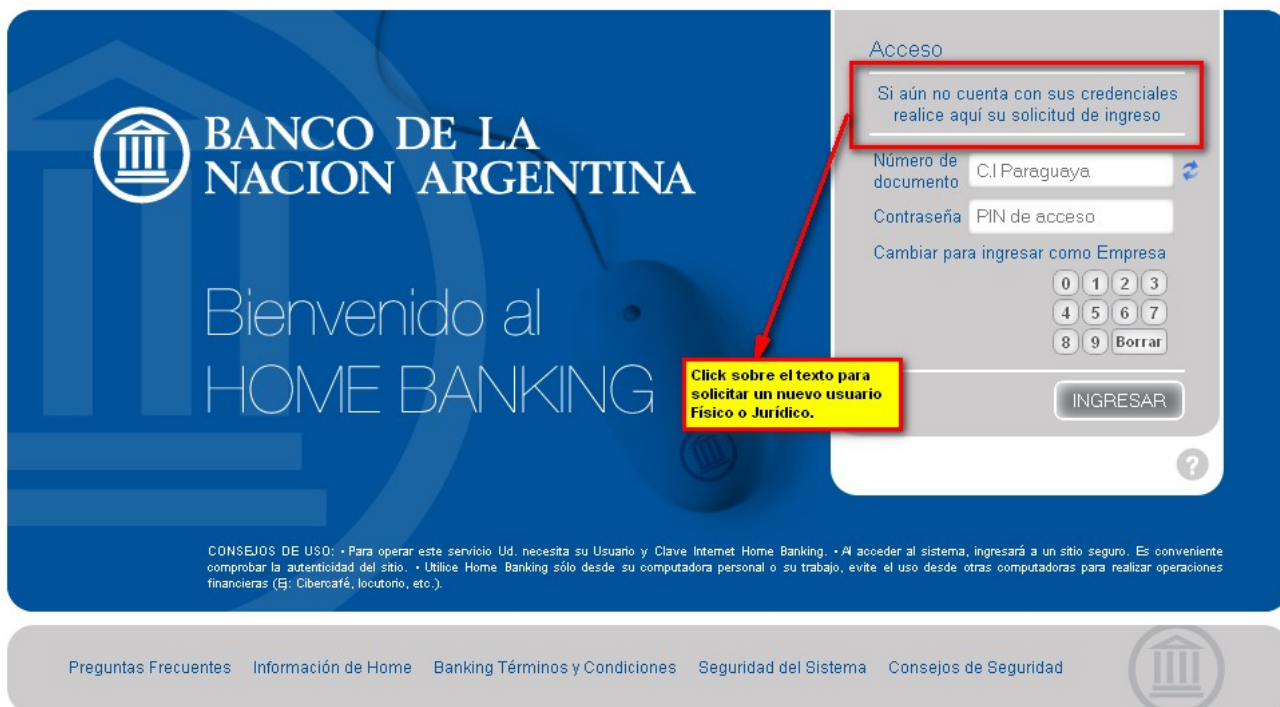 BANCO DE LA
NACION ARGENTINA
Bienvenido al
HOME BANKING
Acceso
Si aún no cuenta con sus credenciales
realice aquí su solicitud de ingreso
Número de
documento C.I Paraguaya
Contraseña PIN de acceso
Cambiar para ingresar como Empresa
0 1 2 3
4 5 6 7
8 9 Borrar
Click sobre el texto para
solicitar un nuevo usuario
Físico o Jurídico.
INGRESAR
?
CONSEJOS DE USO: • Para operar este servicio Ud. necesita su Usuario y Clave Internet Home Banking. • Al acceder al sistema, ingresará a un sitio seguro. Es conveniente
comprobar la autenticidad del sitio. • Utilice Home Banking sólo desde su computadora personal o su trabajo, evite el uso desde otras computadoras para realizar operaciones
financieras (Ej: Cibercafé, locutorio, etc.).
Preguntas Frecuentes Información de Home Banking Términos y Condiciones Seguridad del Sistema Consejos de Seguridad